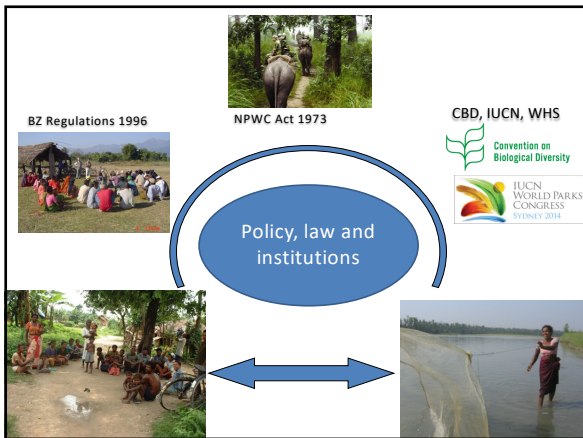 NPWC Act 1973
BZ Regulations 1996
CBD, IUCN, WHS
Convention on
Biological Diversity
IUCN
WORLD PARKS
CONGRESS
SYDNEY 2014
Policy, law and
institutions